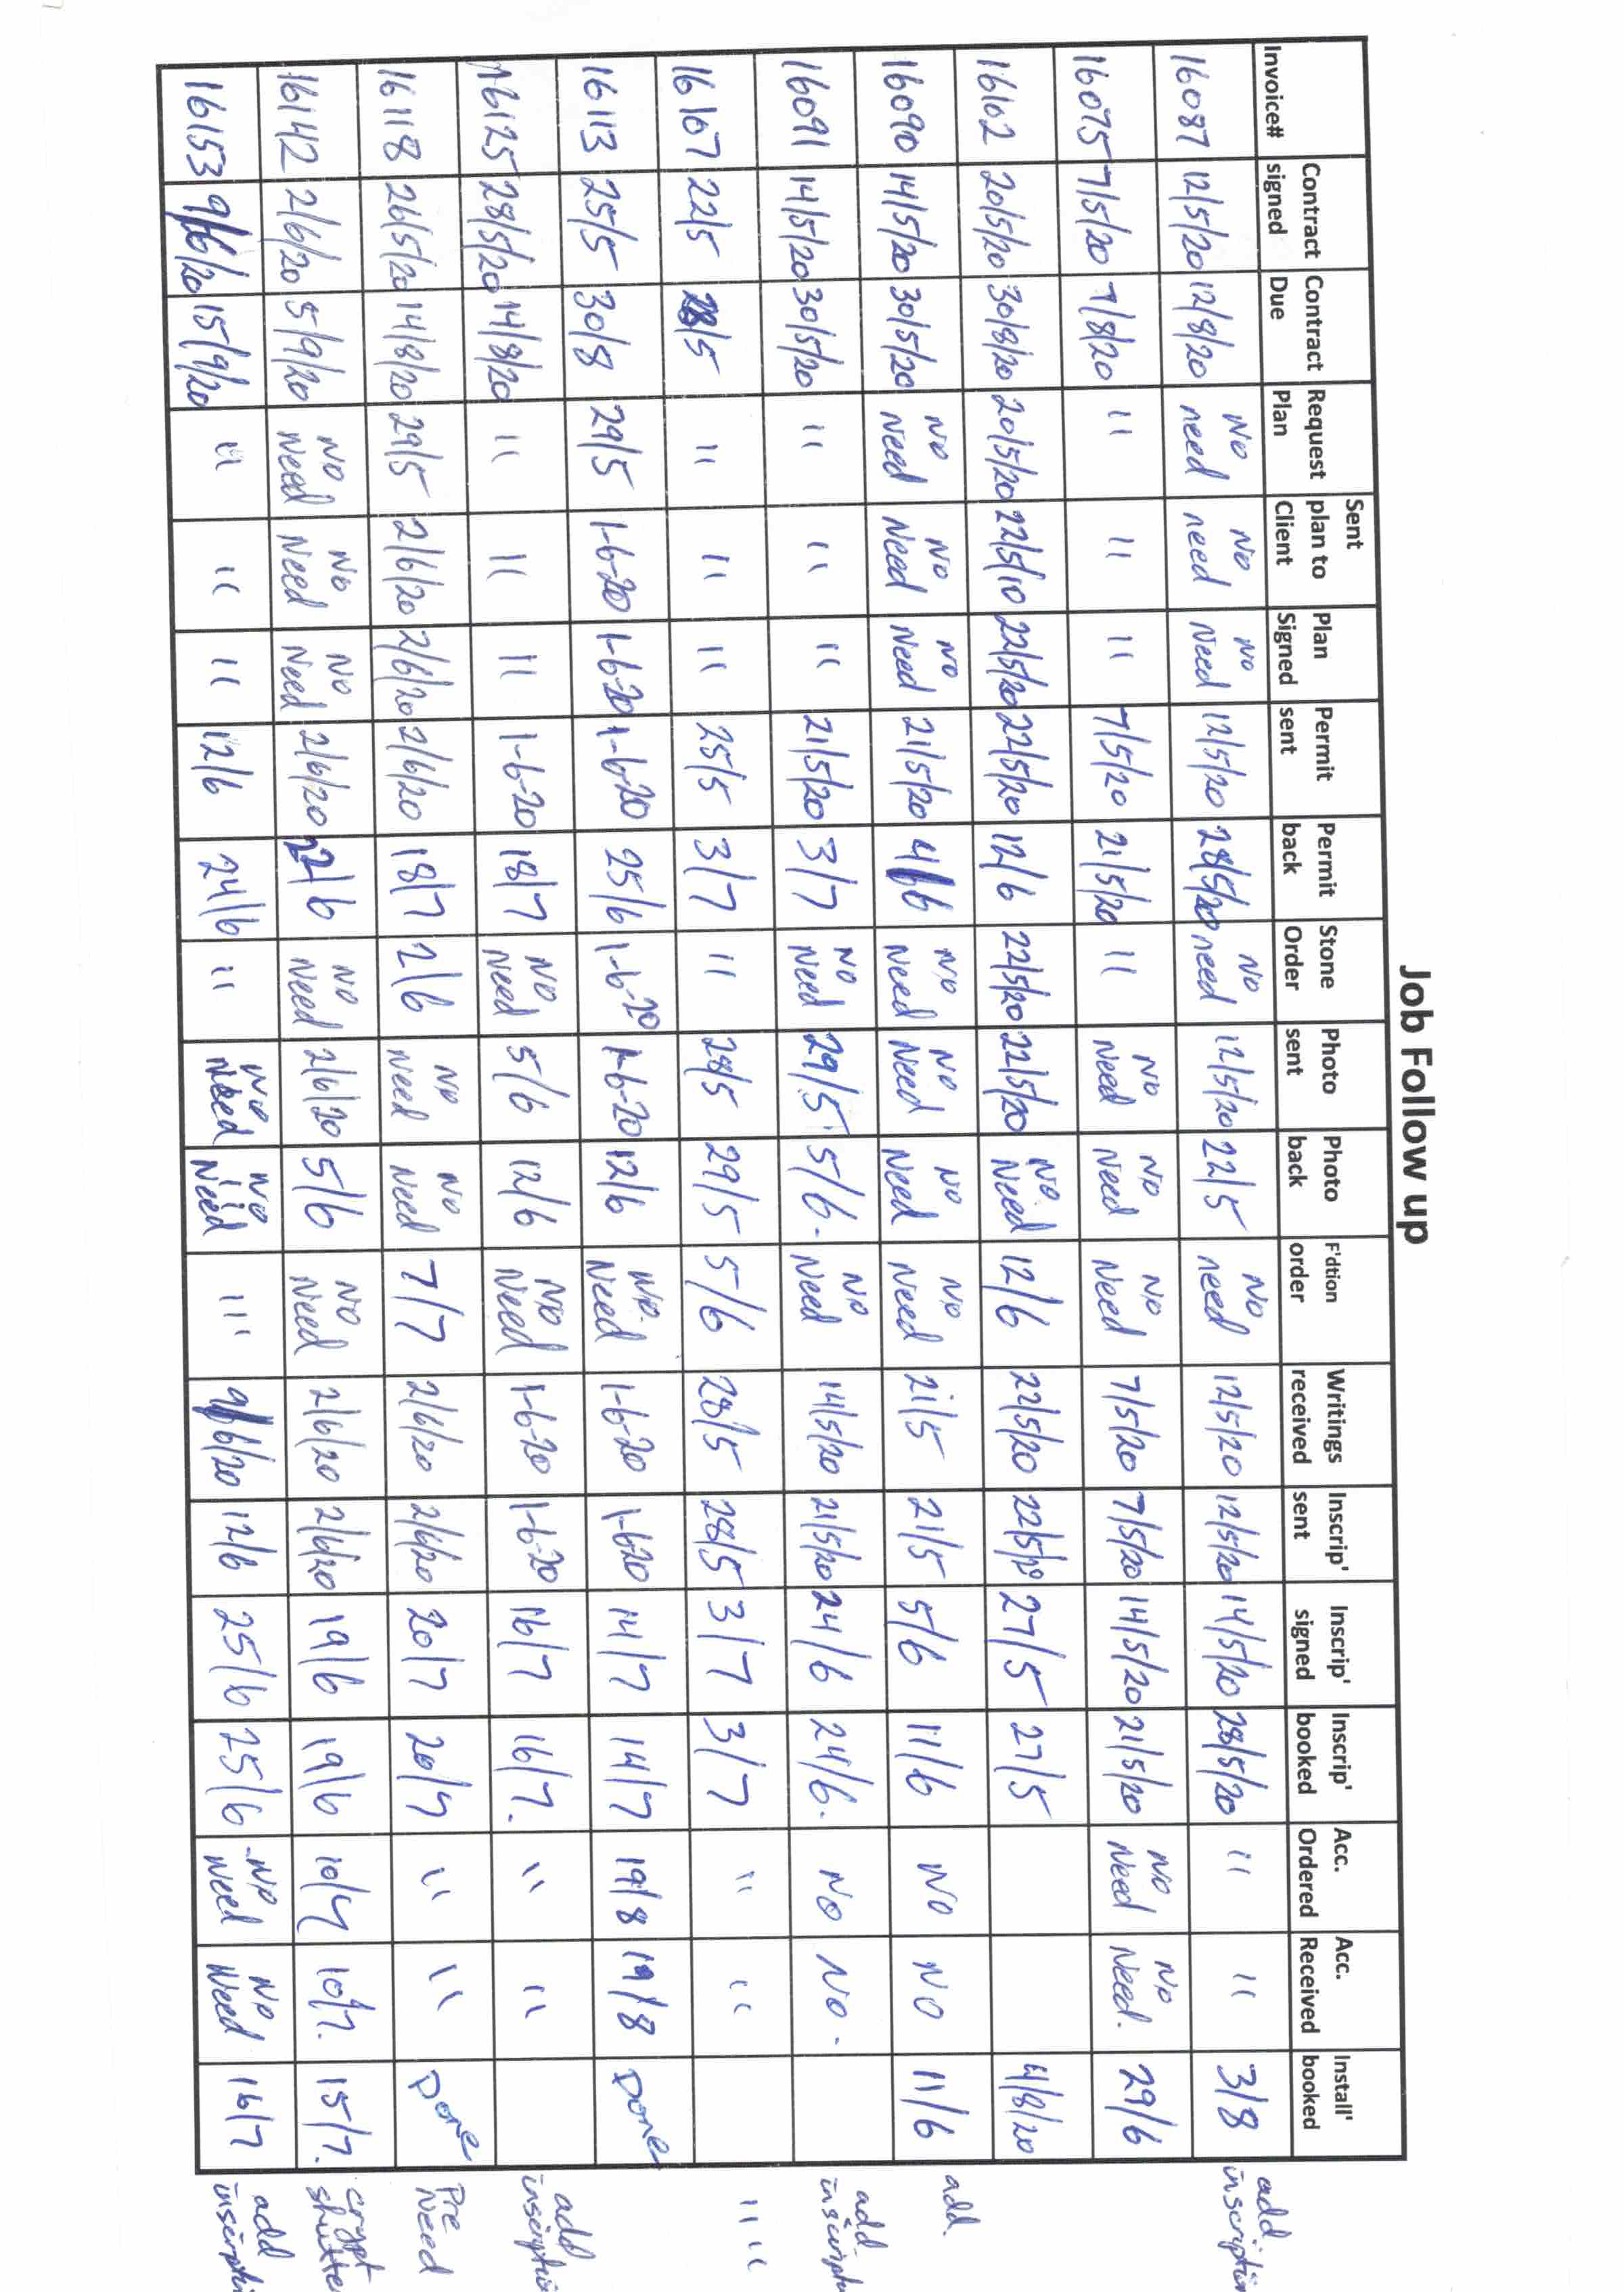 Job Follow up
Invoice# | Contract signed | Contract Due | Request Plan | Sent plan to Client | Plan Signed | Permit sent | Permit back | Stone Order | Photo sent | Photo back | F'dtion order | Writings received | Inscrip' sent | Inscrip' signed | Inscrip' booked | Acc. Ordered | Acc. Received | Install' booked
16087 | 12/5/20 | 12/8/20 | No need | No need | No Need | 12/5/20 | 28/5/20 | No need | 12/5/20 | 22/5 | No need | 12/5/20 | 12/5/20 | 14/5/20 | 28/5/20 | " | " | 3/8 | add inscription
16075 | 7/5/20 | 7/8/20 | " | " | " | 7/5/20 | 21/5/20 | " | No Need | No Need | No Need | 7/5/20 | 7/5/20 | 14/5/20 | 21/5/20 | No Need | No Need. | 29/6
16102 | 20/5/20 | 30/8/20 | 20/5/20 | 22/5/10 | 22/5/20 | 22/5/20 | 12/6 | 22/5/20 | 22/5/20 | No Need | 12/6 | 22/5/20 | 22/5/20 | 27/5 | 27/5 | | | 4/8/20
16090 | 14/5/20 | 30/5/20 | No Need | No Need | No Need | 21/5/20 | 4/6 | No Need | No Need | No Need | No Need | 21/5 | 21/5 | 5/6 | 11/6 | No | No | 11/6 | add.
16091 | 14/5/20 | 30/5/20 | " | " | " | 21/5/20 | 3/7 | No Need | 29/5 | 5/6- | No Need | 14/5/20 | 21/5/20 | 24/6 | 24/6. | No | No. | | add inscription
16107 | 22/5 | 28/5 | " | " | " | 25/5 | 3/7 | " | 28/5 | 29/5 | 5/6 | 28/5 | 28/5 | 3/7 | 3/7 | " | " | | " "
16113 | 25/5 | 30/8 | 29/5 | 1-6-20 | 1-6-20 | 1-6-20 | 25/6 | 1-6-20 | 1-6-20 | 12/6 | No. Need | 1-6-20 | 1-6-20 | 14/7 | 14/7 | 19/8 | 19/8 | Done
16125 | 28/5/20 | 14/8/20 | " | " | " | 1-6-20 | 18/7 | No Need | 5/6 | 12/6 | No Need | 1-6-20 | 1-6-20 | 16/7 | 16/7. | " | " | | add inscription
16118 | 26/5/20 | 14/8/20 | 29/5 | 2/6/20 | 2/6/20 | 2/6/20 | 18/7 | 2/6 | No Need | No Need | 7/7 | 2/6/20 | 2/6/20 | 20/7 | 20/7 | " | " | Done | Pre Need
16142 | 2/6/20 | 5/9/20 | No Need | No Need | No Need | 2/6/20 | 22/6 | No Need | 2/6/20 | 5/6 | No Need | 2/6/20 | 2/6/20 | 19/6 | 19/6 | 10/7 | 10/7. | 15/7. | crypt shutter
16153 | 9/6/20 | 15/9/20 | " | " | " | 12/6 | 24/6 | " | No Need | No Need | " | 9/6/20 | 12/6 | 25/6 | 25/6 | No Need | No Need | 16/7 | add inscription